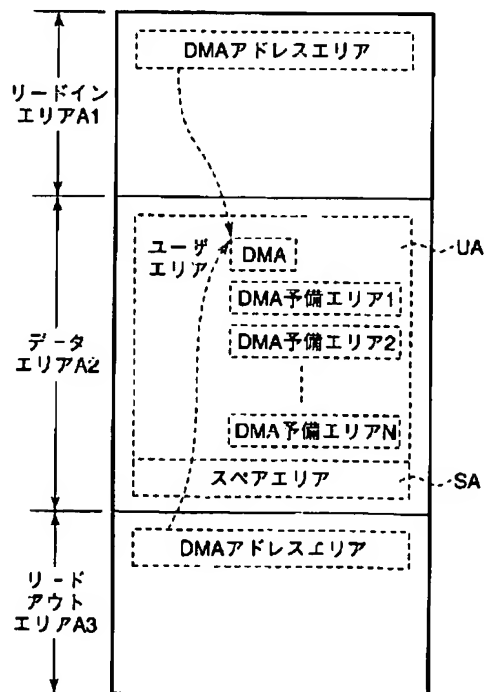 DMAアドレスエリア
リードイン
エリアA1
ユーザ
エリア
DMA
UA
DMA予備エリア1
DMA予備エリア2
データ
エリアA2
DMA予備エリアN
スペアエリア
SA
DMAアドレスエリア
リード
アウト
エリアA3